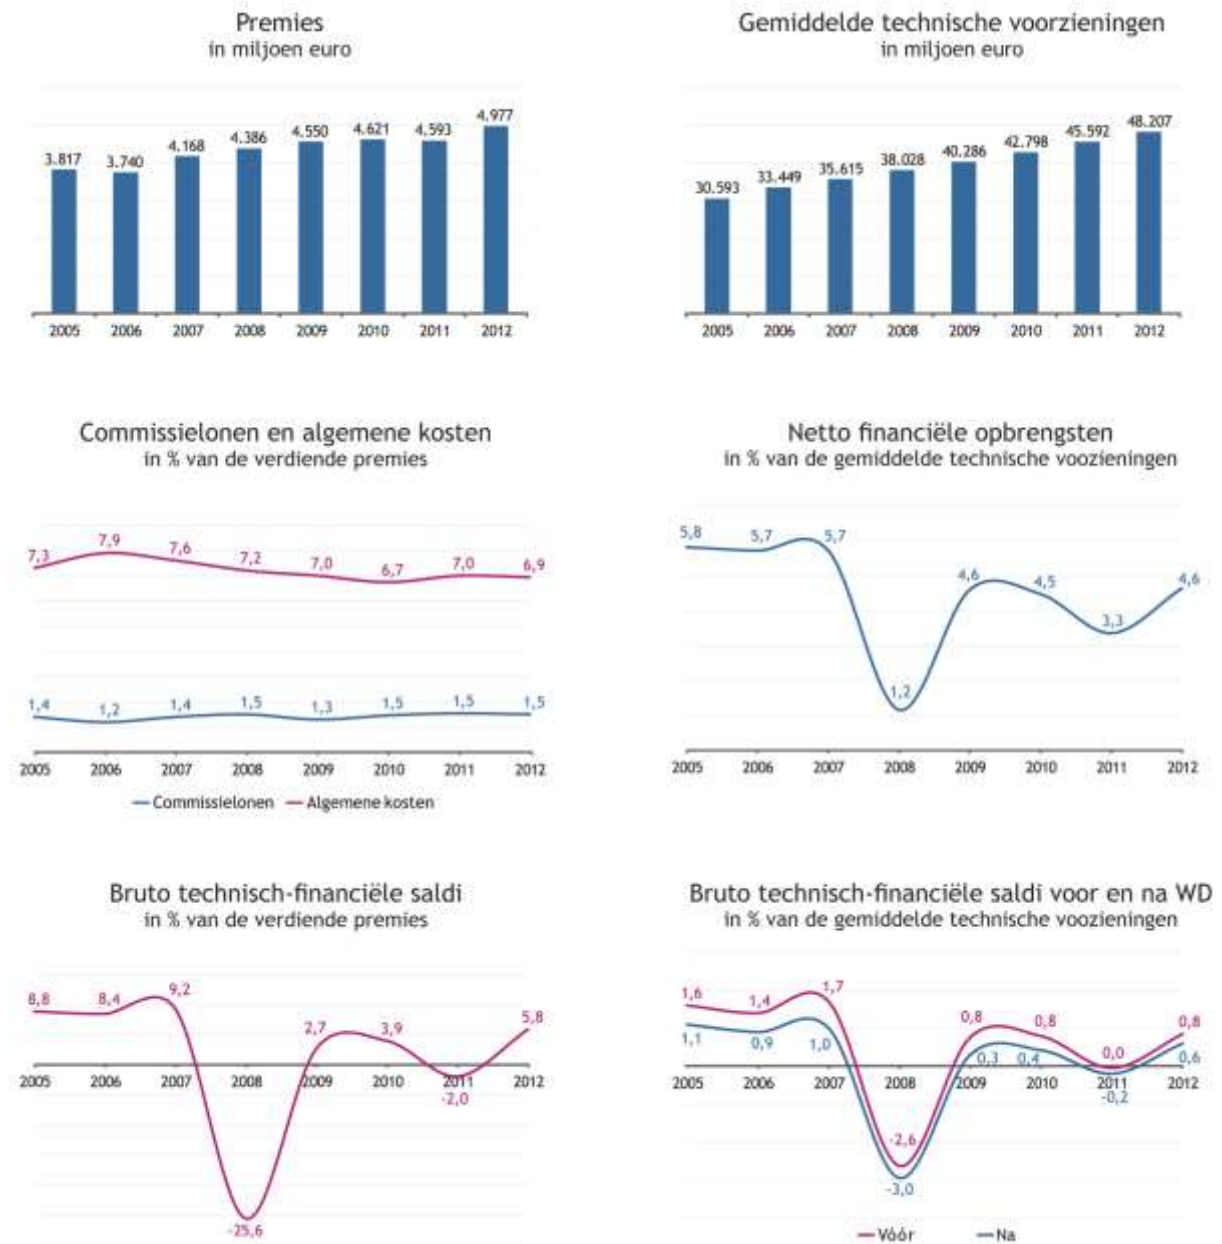 Premies
in miljoen euro
3.817 3.740 4.168 4.386 4.550 4.621 4.593 4.977
2005 2006 2007 2008 2009 2010 2011 2012
Gemiddelde technische voorzieningen
in miljoen euro
30.593 33.449 35.615 38.028 40.286 42.798 45.592 48.207
2005 2006 2007 2008 2009 2010 2011 2012
Commissielonen en algemene kosten
in % van de verdiende premies
7,3 7,9 7,6 7,2 7,0 6,7 7,0 6,9
1,4 1,2 1,4 1,5 1,3 1,5 1,5 1,5
2005 2006 2007 2008 2009 2010 2011 2012
Commissielonen Algemene kosten
Netto financiële opbrengsten
in % van de gemiddelde technische voozieningen
5,8 5,7 5,7 1,2 4,6 4,5 3,3 4,6
2005 2006 2007 2008 2009 2010 2011 2012
Bruto technisch-financiële saldi
in % van de verdiende premies
8,8 8,4 9,2 2,7 3,9 5,8
2005 2006 2007 2008 2009 2010 2011 2012
-2,0
-25,6
Bruto technisch-financiële saldi voor en na WD
in % van de gemiddelde technische voozieningen
1,6 1,4 1,7 0,8 0,8 0,0 0,8
1,1 0,9 1,0 0,3 0,4 0,6
2005 2006 2007 2008 2009 2010 2011 2012
-0,2
-2,6
-3,0
Vóór Na